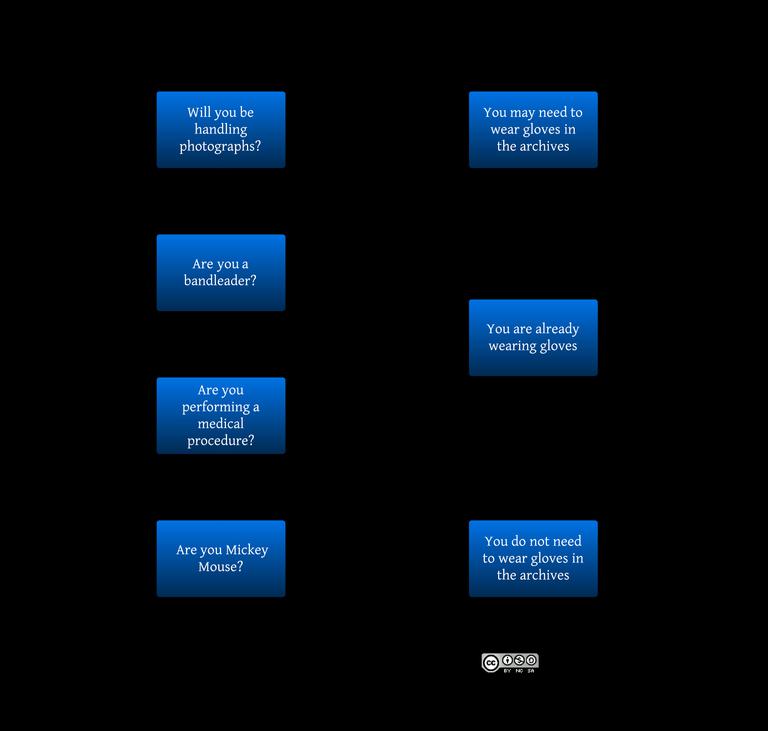 Will you be
handling
photographs?
You may need to
wear gloves in
the archives
Are you a
bandleader?
You are already
wearing gloves
Are you
performing a
medical
procedure?
Are you Mickey
Mouse?
You do not need
to wear gloves in
the archives
cc
BY NC SA